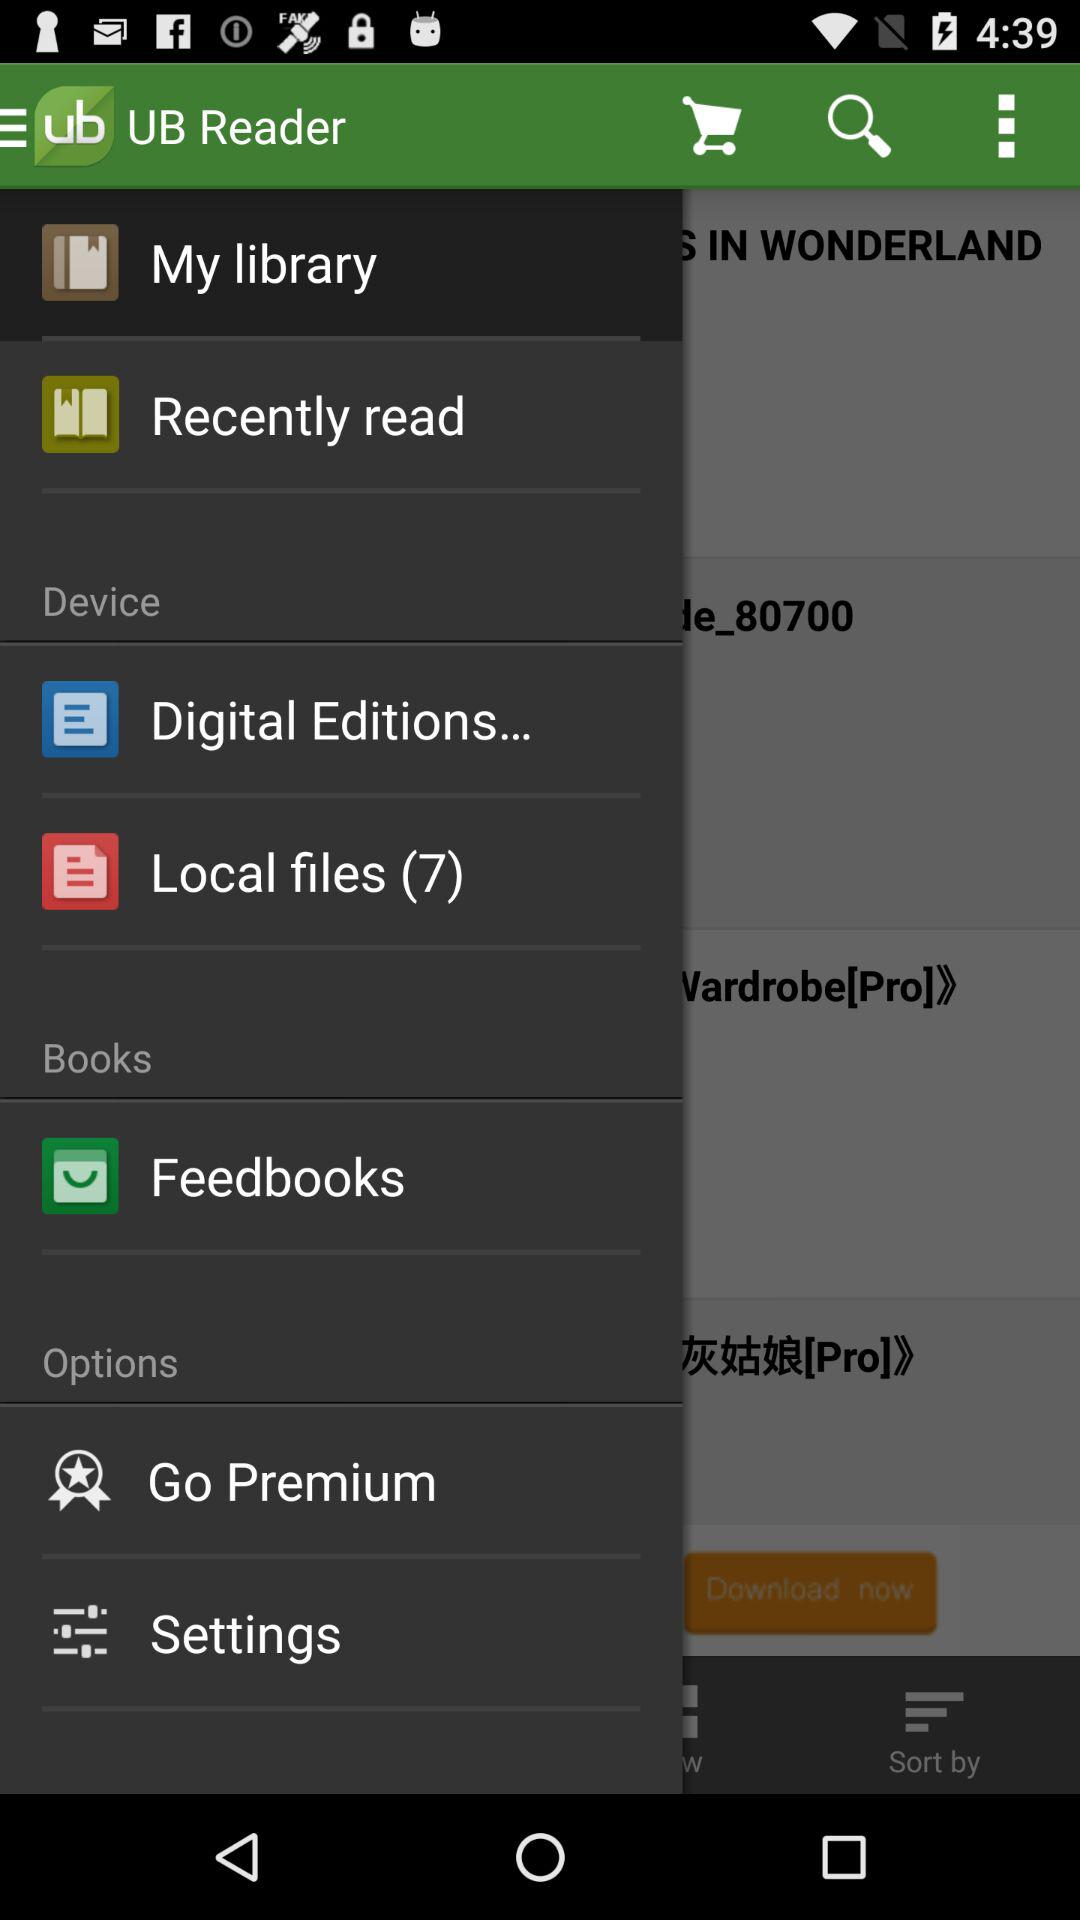 FAKE
4:39
ub UB Reader
My library
S IN WONDERLAND
Recently read
Device
de_80700
Digital Editions...
Local files (7)
Wardrobe[Pro]》
Books
Feedbooks
Options
灰姑娘[Pro]》
Go Premium
Download now
Settings
w
Sort by